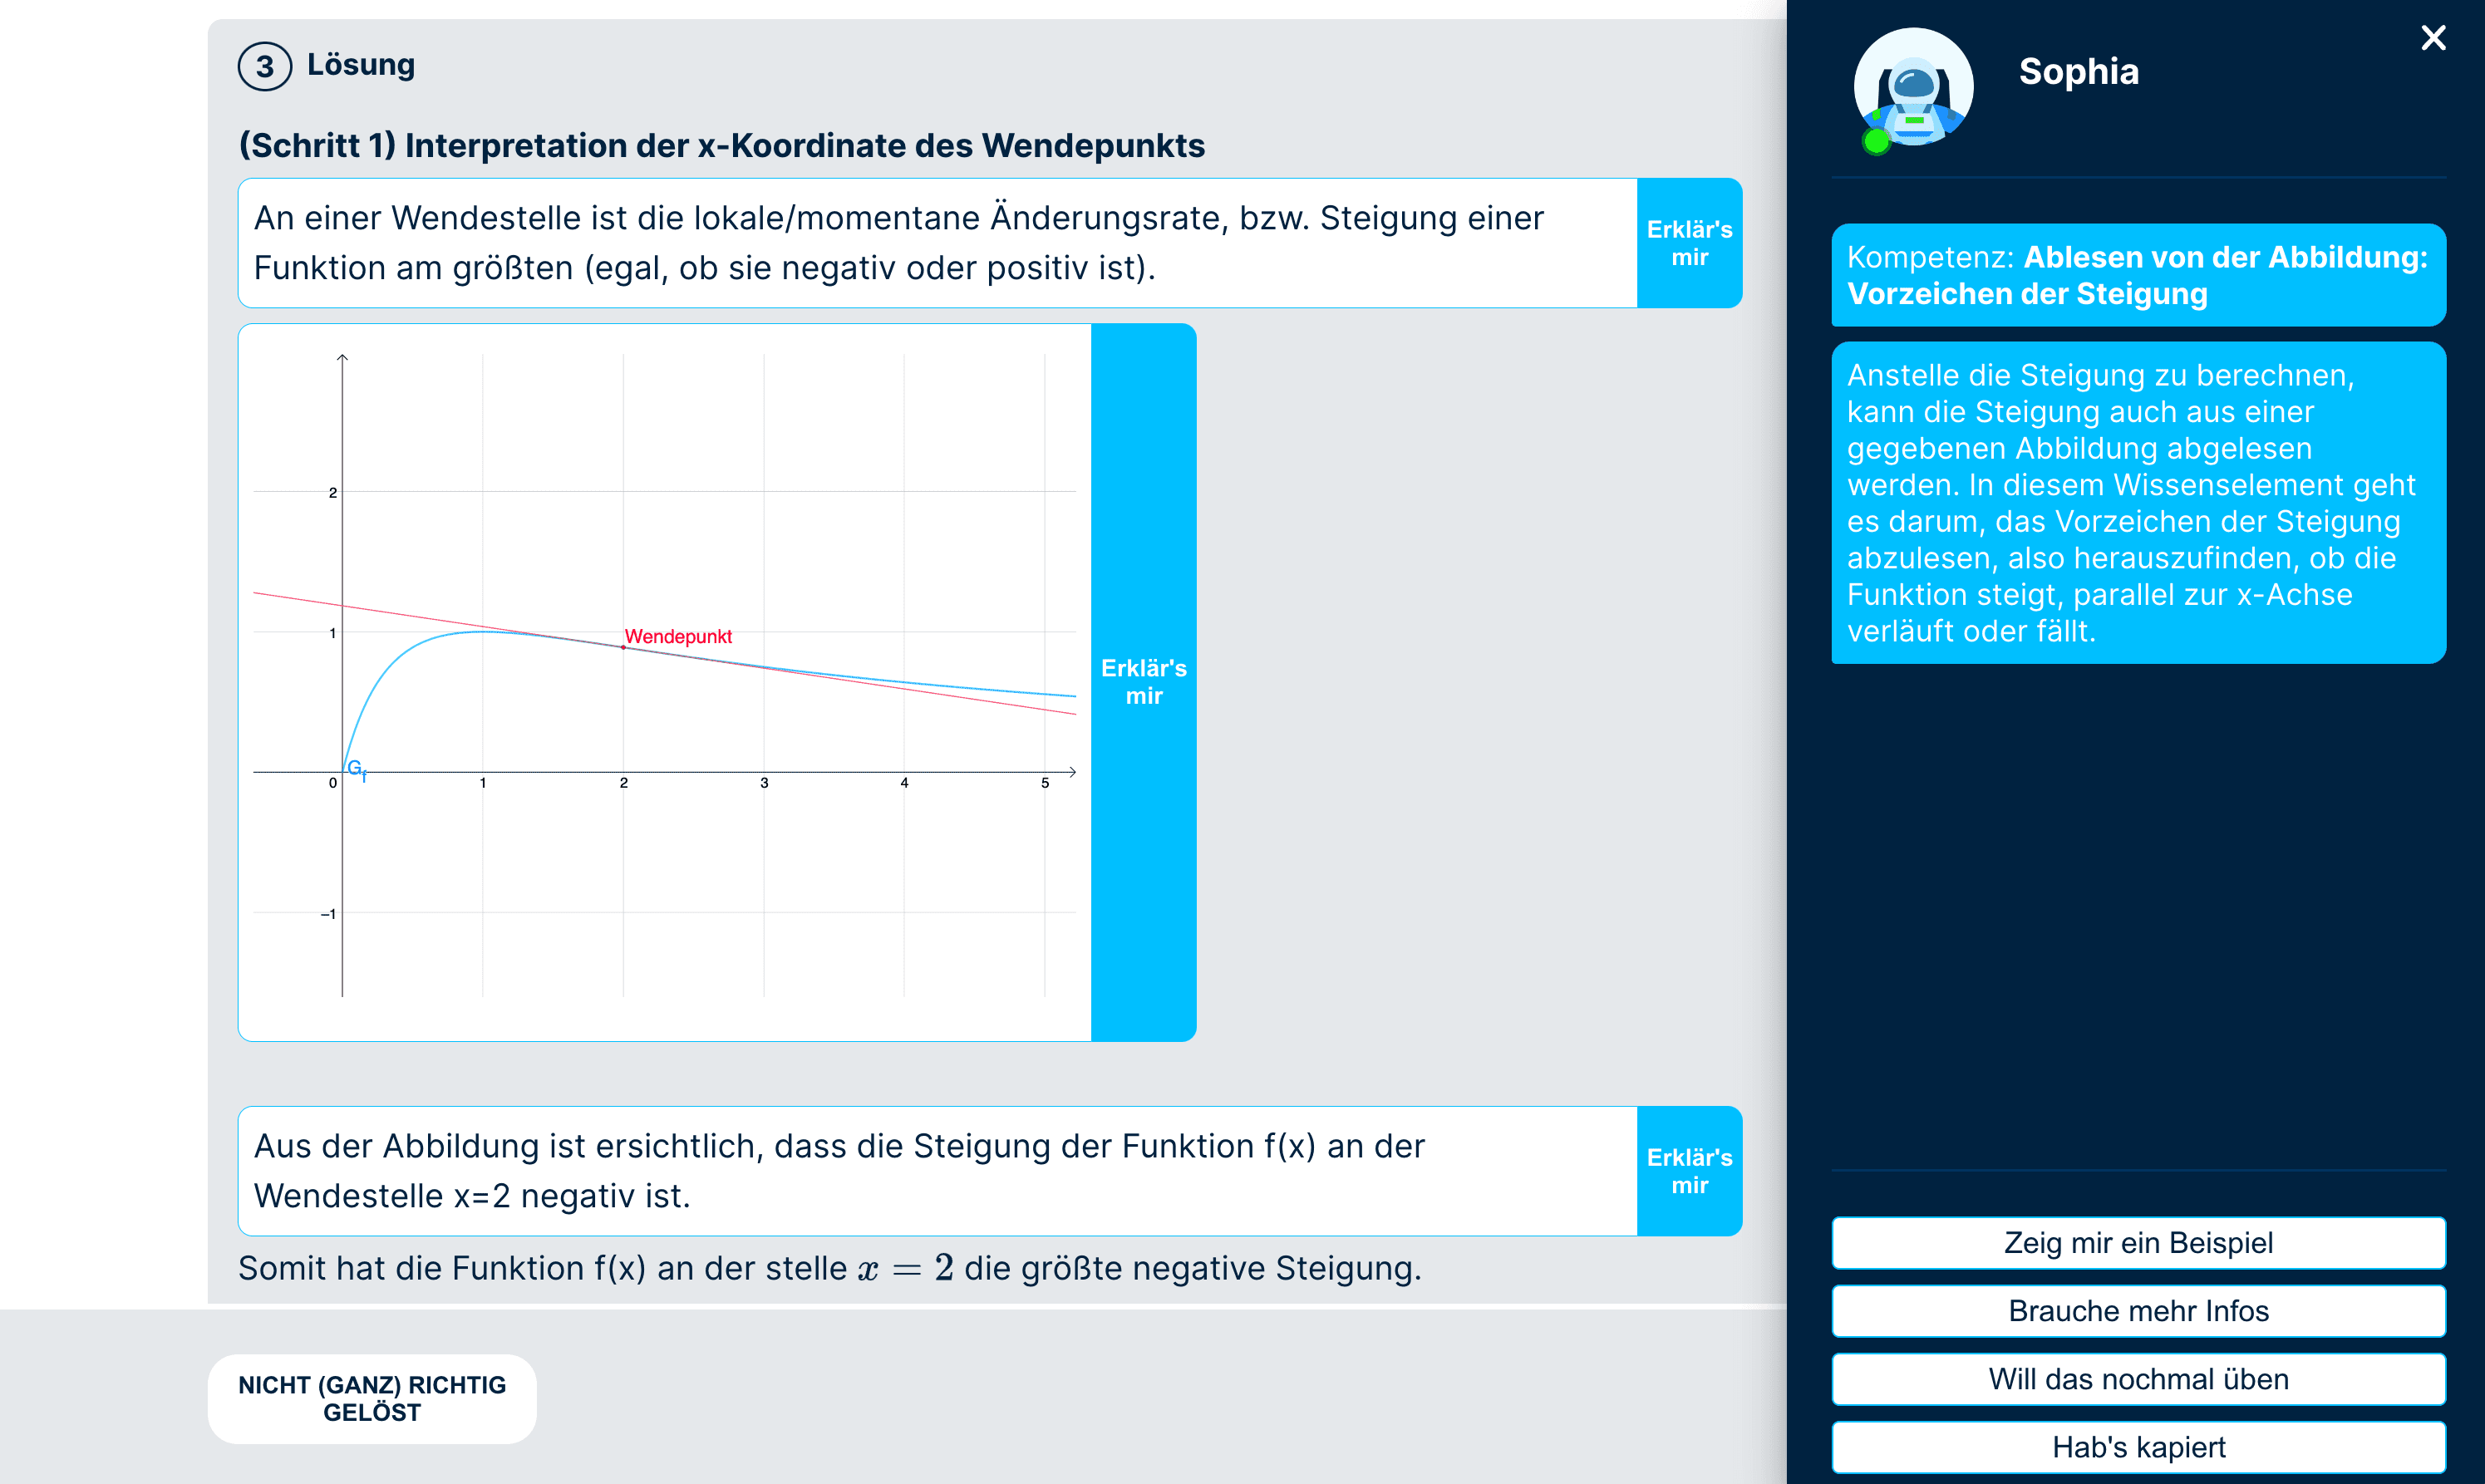 3 Lösung
(Schritt 1) Interpretation der x-Koordinate des Wendepunkts
An einer Wendestelle ist die lokale/momentane Änderungsrate, bzw. Steigung einer
Funktion am größten (egal, ob sie negativ oder positiv ist).
Erklär's
mir
2
1
Wendepunkt
G_f
0 1 2 3 4 5
−1
Erklär's
mir
Aus der Abbildung ist ersichtlich, dass die Steigung der Funktion f(x) an der
Wendestelle x=2 negativ ist.
Erklär's
mir
Somit hat die Funktion f(x) an der stelle x = 2 die größte negative Steigung.
NICHT (GANZ) RICHTIG
GELÖST
Sophia
Kompetenz: Ablesen von der Abbildung:
Vorzeichen der Steigung
Anstelle die Steigung zu berechnen,
kann die Steigung auch aus einer
gegebenen Abbildung abgelesen
werden. In diesem Wissenselement geht
es darum, das Vorzeichen der Steigung
abzulesen, also herauszufinden, ob die
Funktion steigt, parallel zur x-Achse
verläuft oder fällt.
Zeig mir ein Beispiel
Brauche mehr Infos
Will das nochmal üben
Hab's kapiert